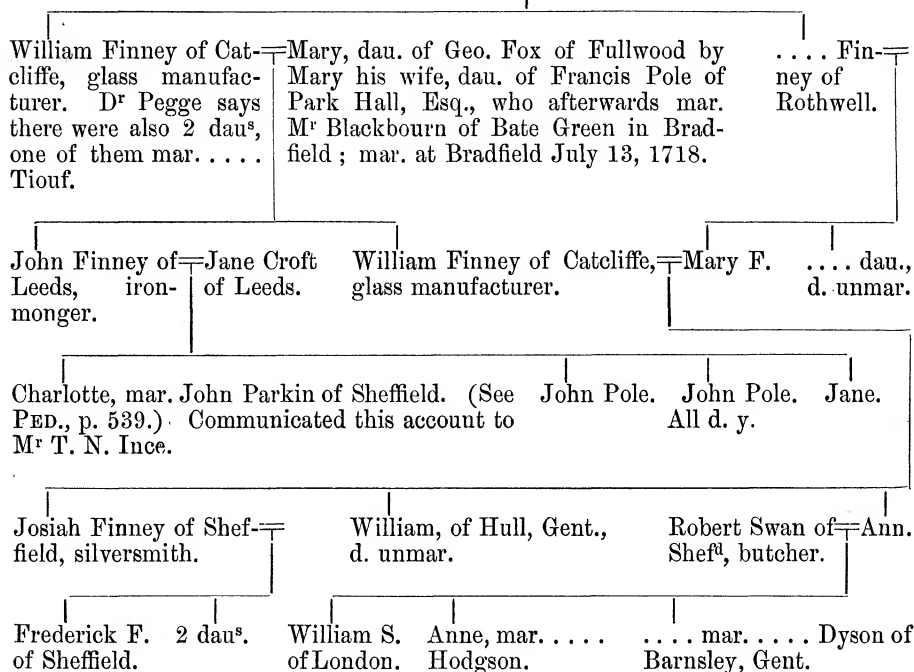 William Finney of Cat-
cliffe, glass manufac-
turer. Dʳ Pegge says
there were also 2 dauˢ,
one of them mar. . . . .
Tiouf.
Mary, dau. of Geo. Fox of Fullwood by
Mary his wife, dau. of Francis Pole of
Park Hall, Esq., who afterwards mar.
Mʳ Blackbourn of Bate Green in Brad-
field ; mar. at Bradfield July 13, 1718.
. . . . Fin-
ney of
Rothwell.
John Finney of
Leeds, iron-
monger.
Jane Croft
of Leeds.
William Finney of Catcliffe,
glass manufacturer.
Mary F.
. . . . dau.,
d. unmar.
Charlotte, mar. John Parkin of Sheffield. (See
PED., p. 539.) Communicated this account to
Mʳ T. N. Ince.
John Pole.
John Pole.
Jane.
All d. y.
Josiah Finney of Shef-
field, silversmith.
William, of Hull, Gent.,
d. unmar.
Robert Swan of
Shefᵈ, butcher.
Ann.
Frederick F.
of Sheffield.
2 dauˢ.
William S.
of London.
Anne, mar. . . . .
Hodgson.
. . . . mar. . . . . Dyson of
Barnsley, Gent.